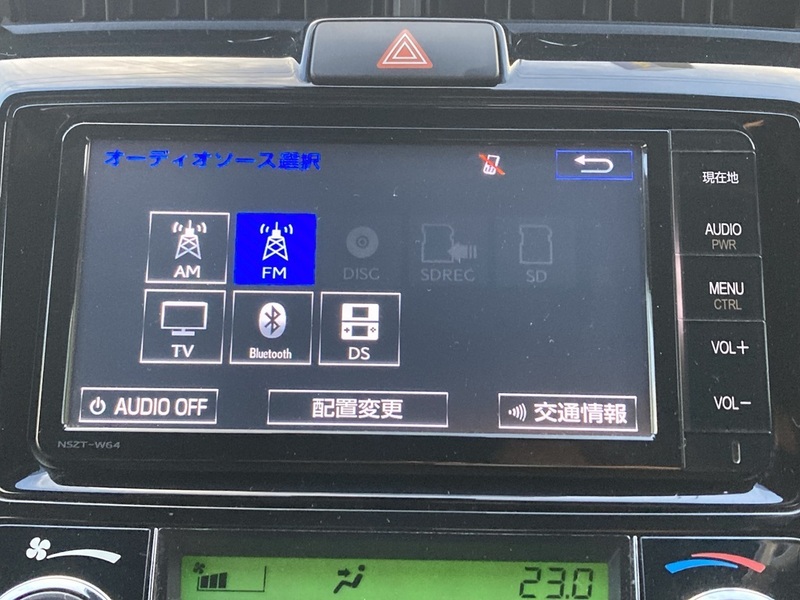 オーディオソース選択
AM
FM
DISC
SDREC
SD
TV
Bluetooth
DS
AUDIO OFF
配置変更
交通情報
現在地
AUDIO
PWR
MENU
CTRL
VOL+
VOL−
NSZT-W64
23.0